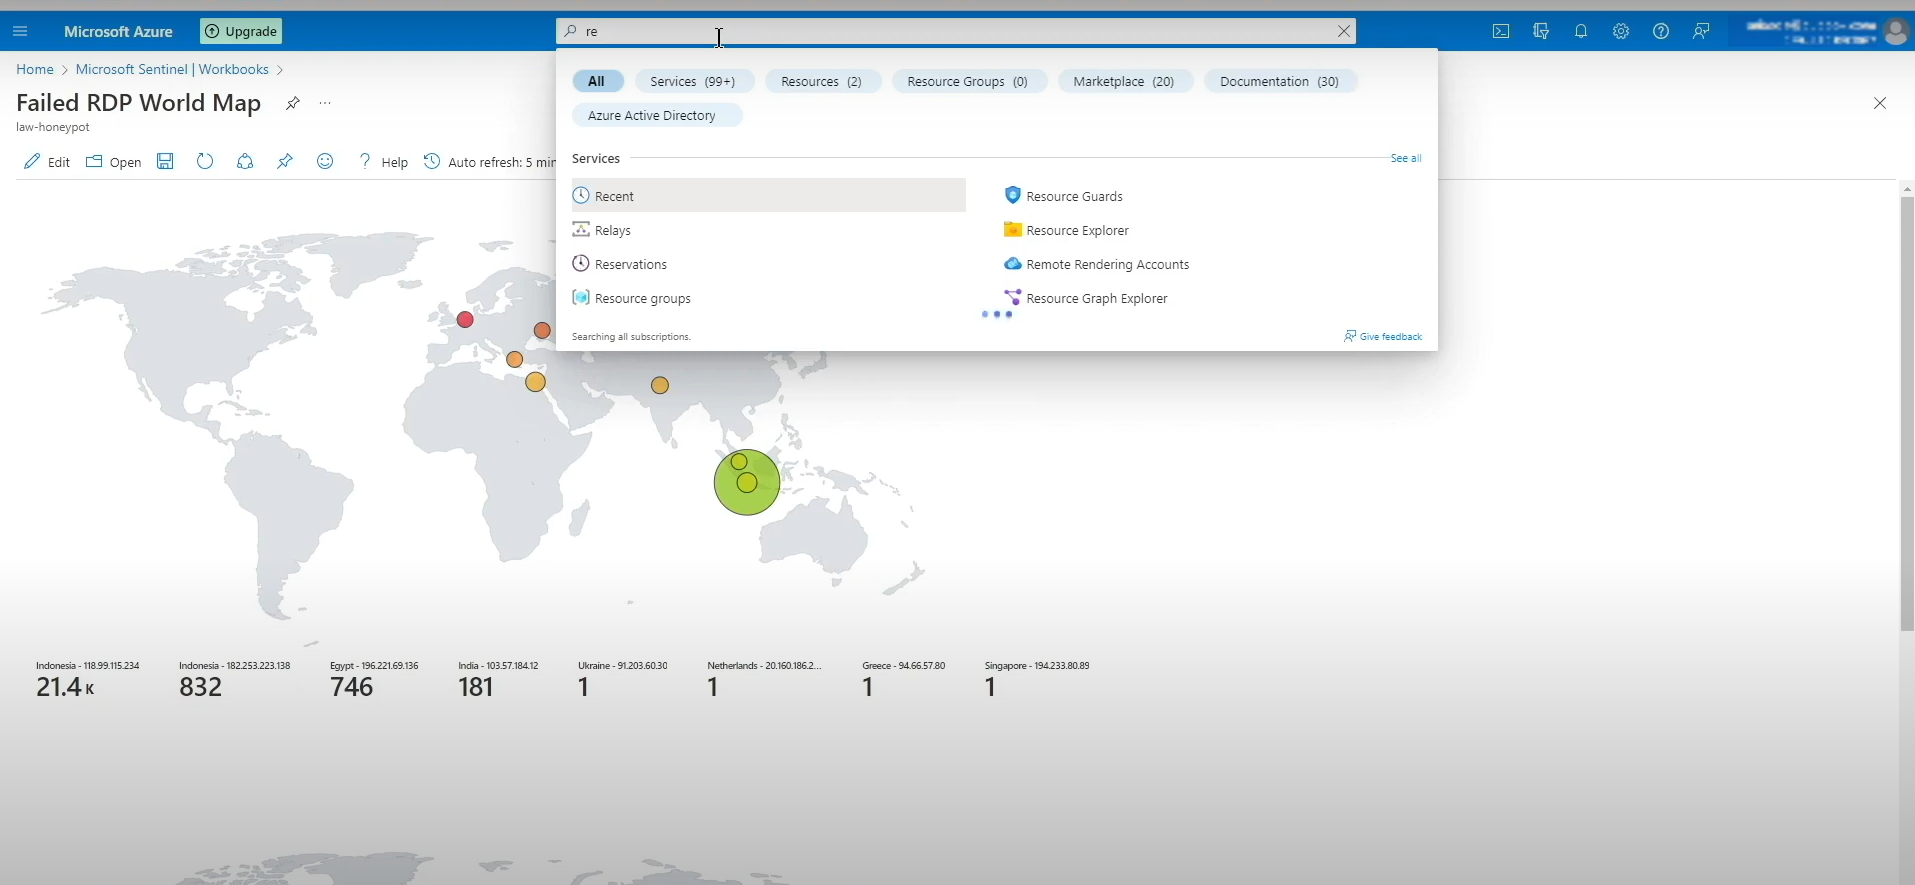 Microsoft Azure
Upgrade
re
Home > Microsoft Sentinel | Workbooks >
Failed RDP World Map
law-honeypot
Edit
Open
Help
Auto refresh: 5 min
All
Services (99+)
Resources (2)
Resource Groups (0)
Marketplace (20)
Documentation (30)
Azure Active Directory
Services
See all
Recent
Relays
Reservations
Resource groups
Resource Guards
Resource Explorer
Remote Rendering Accounts
Resource Graph Explorer
Searching all subscriptions.
Give feedback
Indonesia - 118.99.115.234
21.4 K
Indonesia - 182.253.223.138
832
Egypt - 196.221.69.136
746
India - 103.57.184.12
181
Ukraine - 91.203.60.30
1
Netherlands - 20.160.186.2...
1
Greece - 94.66.57.80
1
Singapore - 194.233.80.89
1